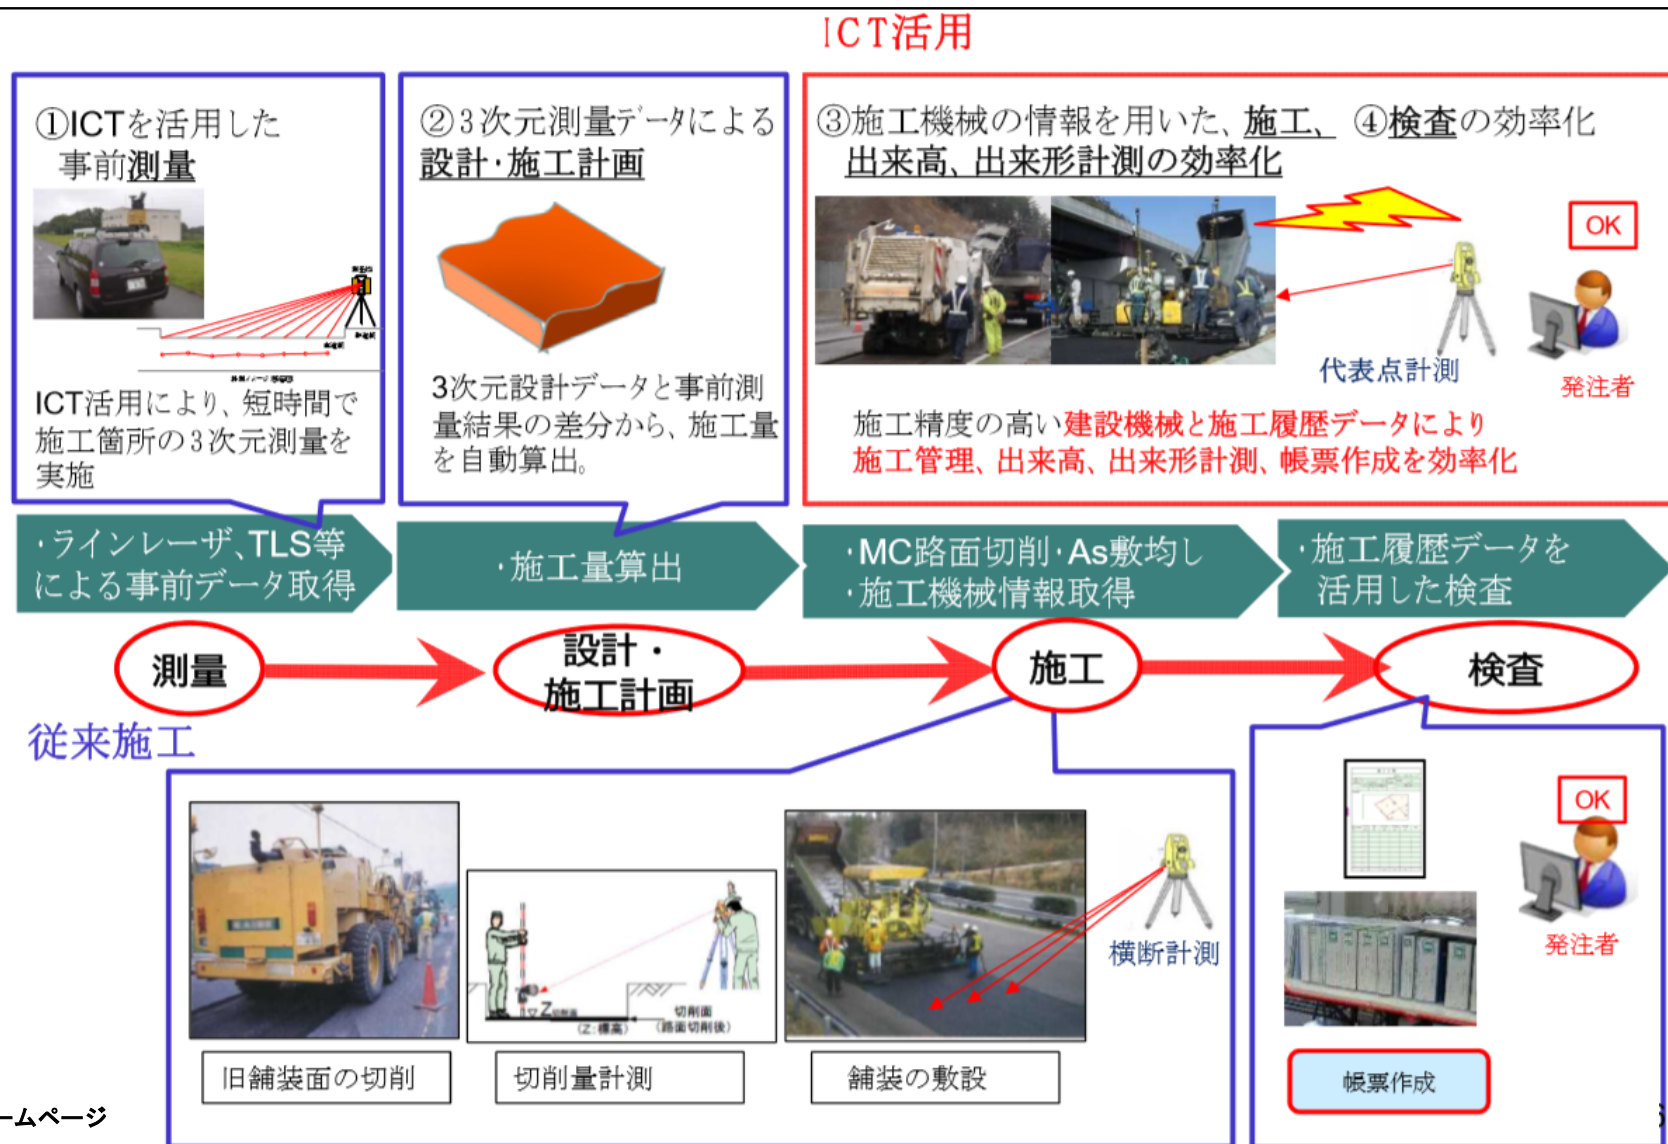 ICT活用
①ICTを活用した
事前測量
ICT活用により、短時間で
施工箇所の3次元測量を
実施
②3次元測量データによる
設計・施工計画
3次元設計データと事前測
量結果の差分から、施工量
を自動算出。
③施工機械の情報を用いた、施工、
出来高、出来形計測の効率化
④検査の効率化
OK
代表点計測
発注者
施工精度の高い建設機械と施工履歴データにより
施工管理、出来高、出来形計測、帳票作成を効率化
・ラインレーザ、TLS等
による事前データ取得
・施工量算出
・MC路面切削・As敷均し
・施工機械情報取得
・施工履歴データを
活用した検査
測量
設計・
施工計画
施工
検査
従来施工
Z
(Z:標高)
切削面
(路面切削後)
横断計測
OK
発注者
旧舗装面の切削
切削量計測
舗装の敷設
帳票作成
ームページ